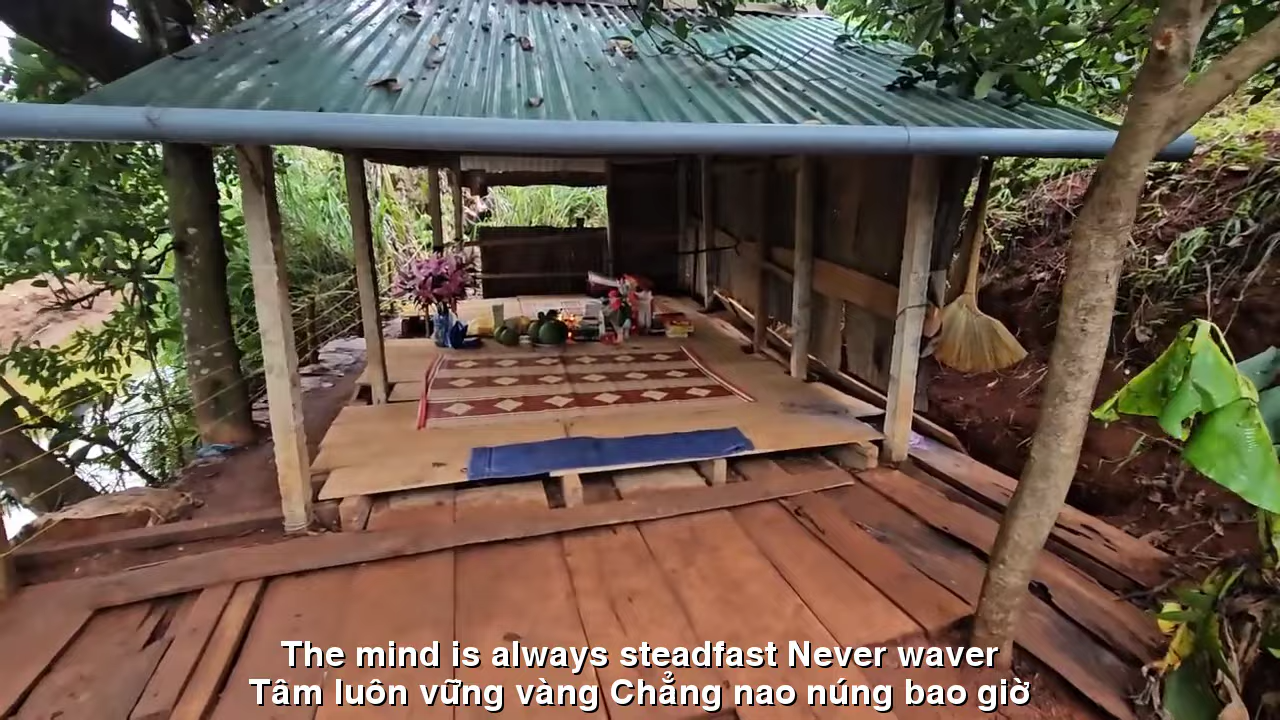 The mind is always steadfast Never waver
Tâm luôn vững vàng Chẳng nao núng bao giờ